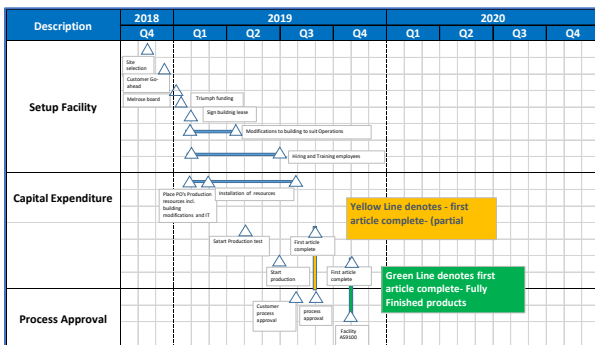 Description
2018
2019
2020
Q4
Q1
Q2
Q3
Q4
Q1
Q2
Q3
Q4
Setup Facility
Site
selection
Customer Go-
ahead
Melrose board
Triumph funding
Sign building lease
Modifications to building to suit Operations
Hiring and Training employees
Capital Expenditure
Place PO's Production
resources incl.
building
modifications and IT
Installation of resources
Yellow Line denotes - first
article complete- (partial
Satart Production test
First article
complete
Start
production
First article
complete
Green Line denotes first
article complete- Fully
Finished products
Process Approval
Customer
process
approval
process
approval
Facility
AS9100